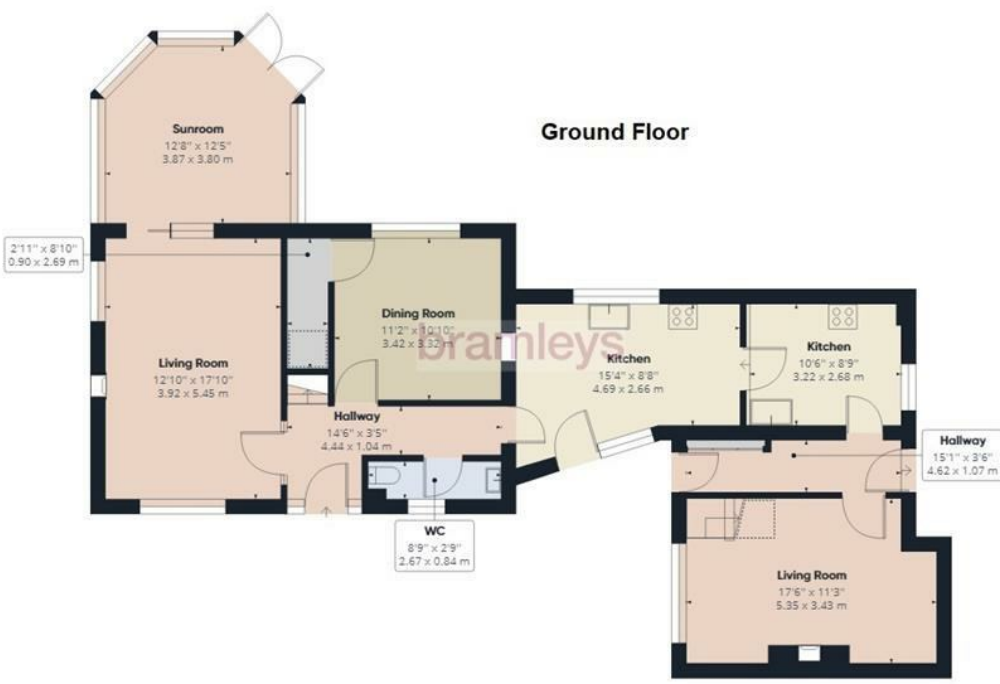 Ground Floor
Sunroom
12'8" x 12'5"
3.87 x 3.80 m
2'11" x 8'10"
0.90 x 2.69 m
Dining Room
11'2" x 10'10"
3.42 x 3.32 m
bramleys
Living Room
12'10" x 17'10"
3.92 x 5.45 m
Kitchen
15'4" x 8'8"
4.69 x 2.66 m
Kitchen
10'6" x 8'9"
3.22 x 2.68 m
Hallway
14'6" x 3'5"
4.44 x 1.04 m
Hallway
15'1" x 3'6"
4.62 x 1.07 m
WC
8'9" x 2'9"
2.67 x 0.84 m
Living Room
17'6" x 11'3"
5.35 x 3.43 m